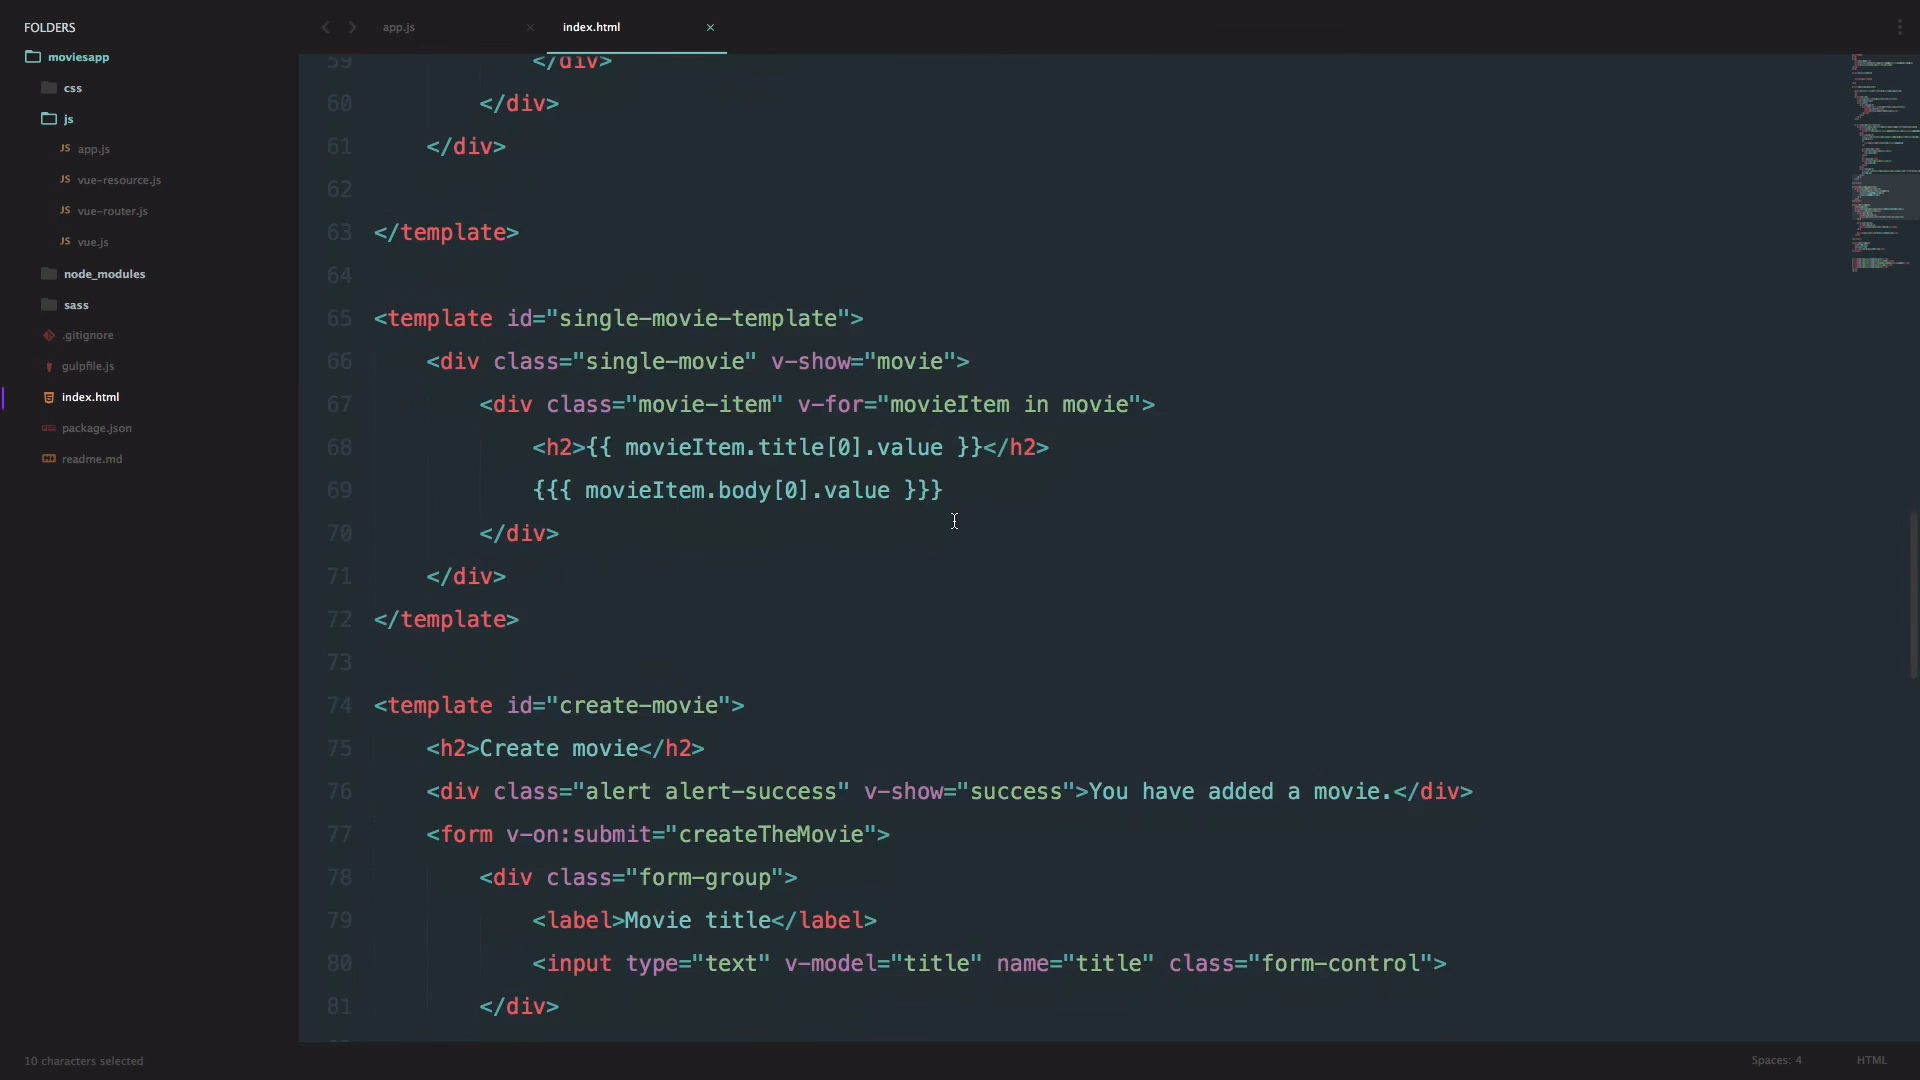 FOLDERS
moviesapp
css
js
JS app.js
JS vue-resource.js
JS vue-router.js
JS vue.js
node_modules
sass
.gitignore
gulpfile.js
index.html
package.json
readme.md
app.js × index.html ×
59 </div>
60 </div>
61 </div>
62
63 </template>
64
65 <template id="single-movie-template">
66 <div class="single-movie" v-show="movie">
67 <div class="movie-item" v-for="movieItem in movie">
68 <h2>{{ movieItem.title[0].value }}</h2>
69 {{{ movieItem.body[0].value }}}
70 </div>
71 </div>
72 </template>
73
74 <template id="create-movie">
75 <h2>Create movie</h2>
76 <div class="alert alert-success" v-show="success">You have added a movie.</div>
77 <form v-on:submit="createTheMovie">
78 <div class="form-group">
79 <label>Movie title</label>
80 <input type="text" v-model="title" name="title" class="form-control">
81 </div>
10 characters selected
Spaces: 4 HTML